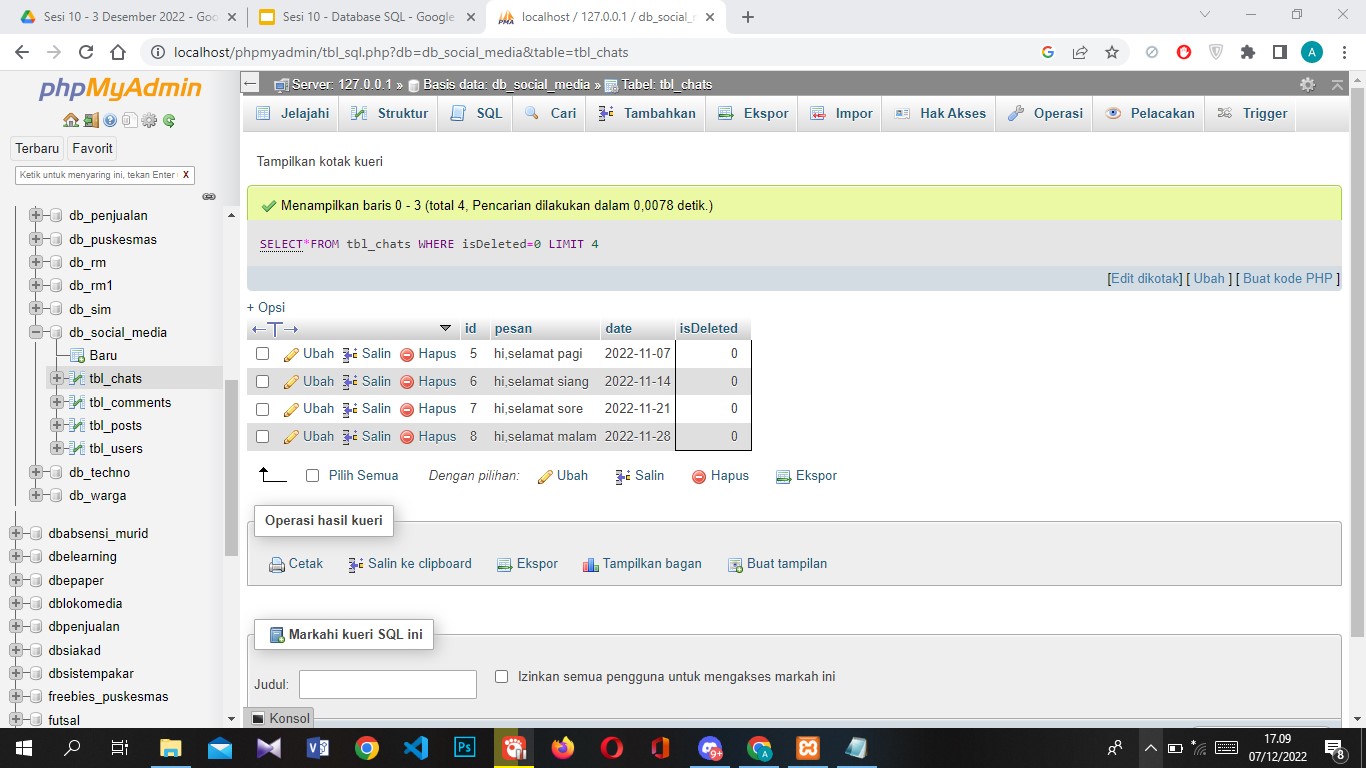 Sesi 10 - 3 Desember 2022 - Goo
Sesi 10 - Database SQL - Google
localhost / 127.0.0.1 / db_social_r
localhost/phpmyadmin/tbl_sql.php?db=db_social_media&table=tbl_chats
A
phpMyAdmin
Terbaru Favorit
Ketik untuk menyaring ini, tekan Enter X
db_penjualan
db_puskesmas
db_rm
db_rm1
db_sim
db_social_media
Baru
tbl_chats
tbl_comments
tbl_posts
tbl_users
db_techno
db_warga
dbabsensi_murid
dbelearning
dbepaper
dblokomedia
dbpenjualan
dbsiakad
dbsistempakar
freebies_puskesmas
futsal
Server: 127.0.0.1 » Basis data: db_social_media » Tabel: tbl_chats
Jelajahi Struktur SQL Cari Tambahkan Ekspor Impor Hak Akses Operasi Pelacakan Trigger
Tampilkan kotak kueri
Menampilkan baris 0 - 3 (total 4, Pencarian dilakukan dalam 0,0078 detik.)
SELECT*FROM tbl_chats WHERE isDeleted=0 LIMIT 4
[Edit dikotak] [ Ubah ] [ Buat kode PHP ]
+ Opsi
←T→ id pesan date isDeleted
Ubah Salin Hapus 5 hi,selamat pagi 2022-11-07 0
Ubah Salin Hapus 6 hi,selamat siang 2022-11-14 0
Ubah Salin Hapus 7 hi,selamat sore 2022-11-21 0
Ubah Salin Hapus 8 hi,selamat malam 2022-11-28 0
Pilih Semua Dengan pilihan: Ubah Salin Hapus Ekspor
Operasi hasil kueri
Cetak Salin ke clipboard Ekspor Tampilkan bagan Buat tampilan
Markahi kueri SQL ini
Judul: Izinkan semua pengguna untuk mengakses markah ini
Konsol
Ps
9+
A
17.09
07/12/2022
8